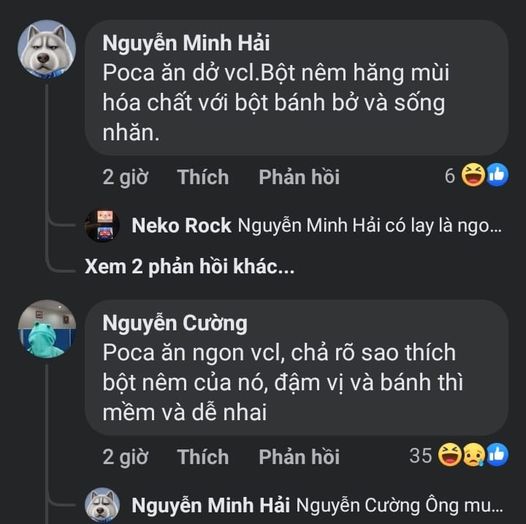 Nguyễn Minh Hải
Poca ăn dở vcl.Bột nêm hăng mùi
hóa chất với bột bánh bở và sống
nhăn.
2 giờ Thích Phản hồi 6
Neko Rock Nguyễn Minh Hải có lay là ngo...
Xem 2 phản hồi khác...
Nguyễn Cường
Poca ăn ngon vcl, chả rõ sao thích
bột nêm của nó, đậm vị và bánh thì
mềm và dễ nhai
2 giờ Thích Phản hồi 35
Nguyễn Minh Hải Nguyễn Cường Ông mu...